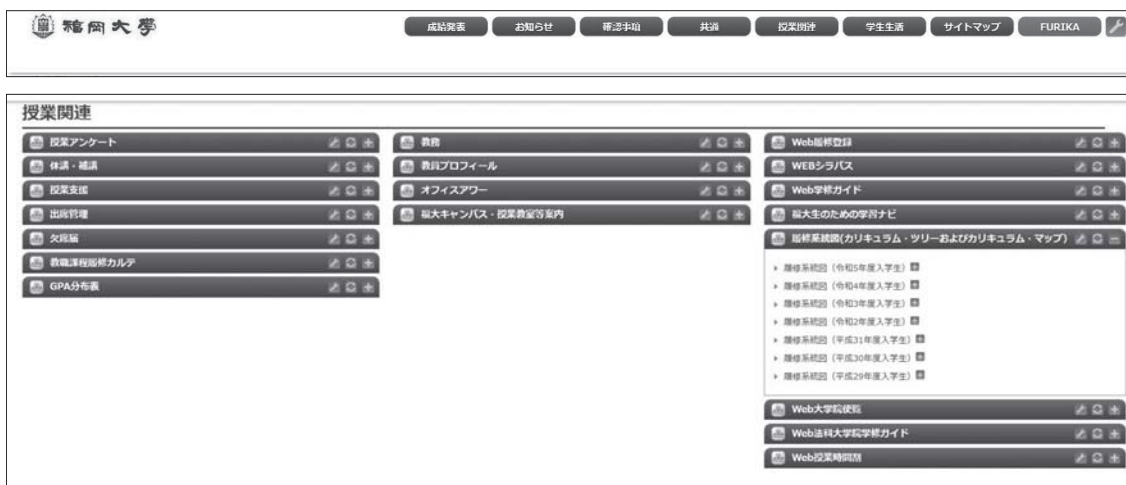 福岡大學
成績発表 お知らせ 確認事項 共通 授業関連 学生生活 サイトマップ FURIKA
授業関連
授業アンケート
休講・補講
授業支援
出席管理
欠席届
教職課程履修カルテ
GPA分布表
教務
教員プロフィール
オフィスアワー
福大キャンパス・授業教室等案内
Web履修登録
WEBシラバス
Web学修ガイド
福大生のための学習ナビ
履修系統図(カリキュラム・ツリーおよびカリキュラム・マップ)
履修系統図（令和5年度入学生）
履修系統図（令和4年度入学生）
履修系統図（令和3年度入学生）
履修系統図（令和2年度入学生）
履修系統図（平成31年度入学生）
履修系統図（平成30年度入学生）
履修系統図（平成29年度入学生）
Web大学院便覧
Web法科大学院学修ガイド
Web授業時間割